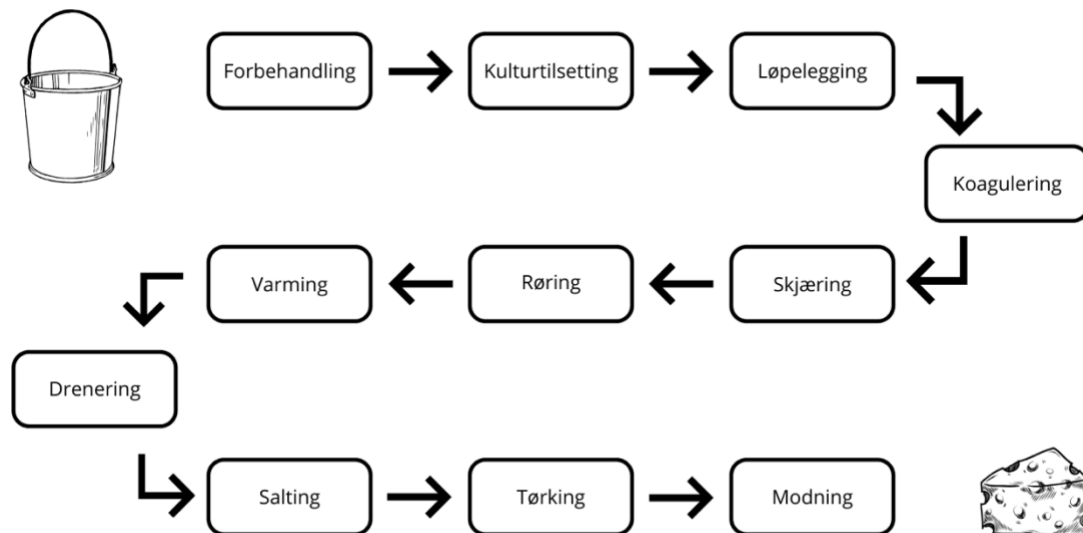 Forbehandling
Kulturtilsetting
Løpelegging
Koagulering
Skjæring
Røring
Varming
Drenering
Salting
Tørking
Modning